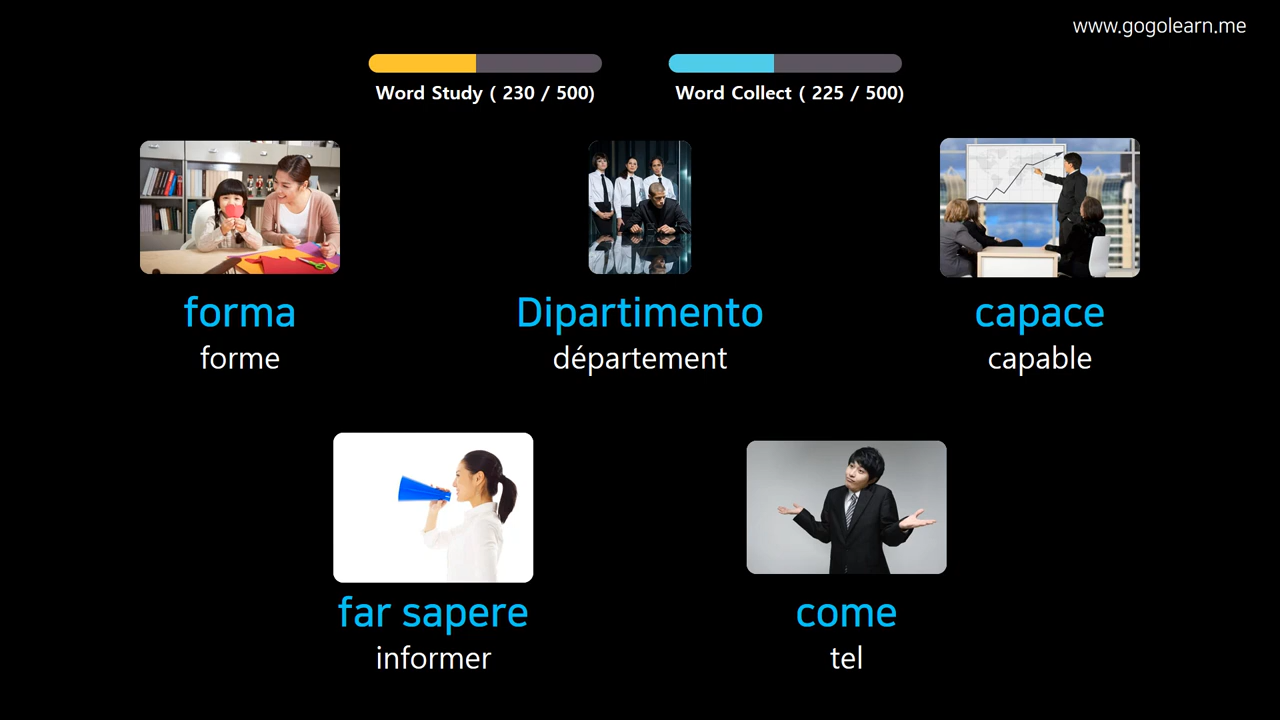 www.gogolearn.me
Word Study ( 230 / 500)
Word Collect ( 225 / 500)
forma
forme
Dipartimento
département
capace
capable
far sapere
informer
come
tel